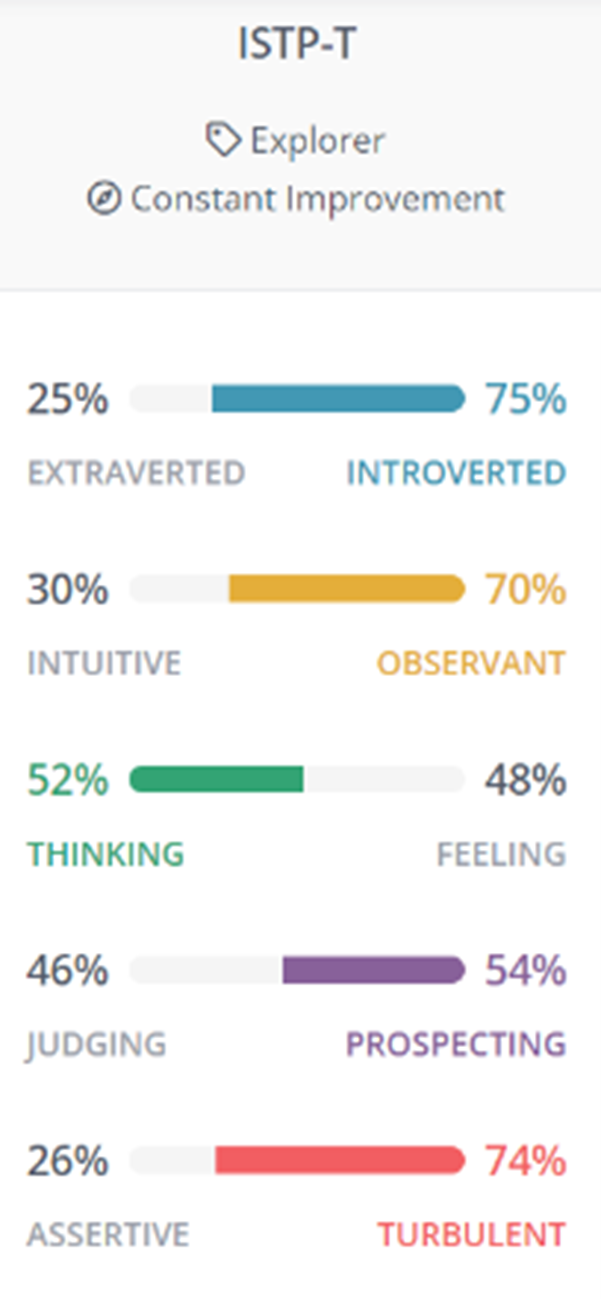 ISTP-T
Explorer
Constant Improvement
25% 75%
EXTRAVERTED INTROVERTED
30% 70%
INTUITIVE OBSERVANT
52% 48%
THINKING FEELING
46% 54%
JUDGING PROSPECTING
26% 74%
ASSERTIVE TURBULENT